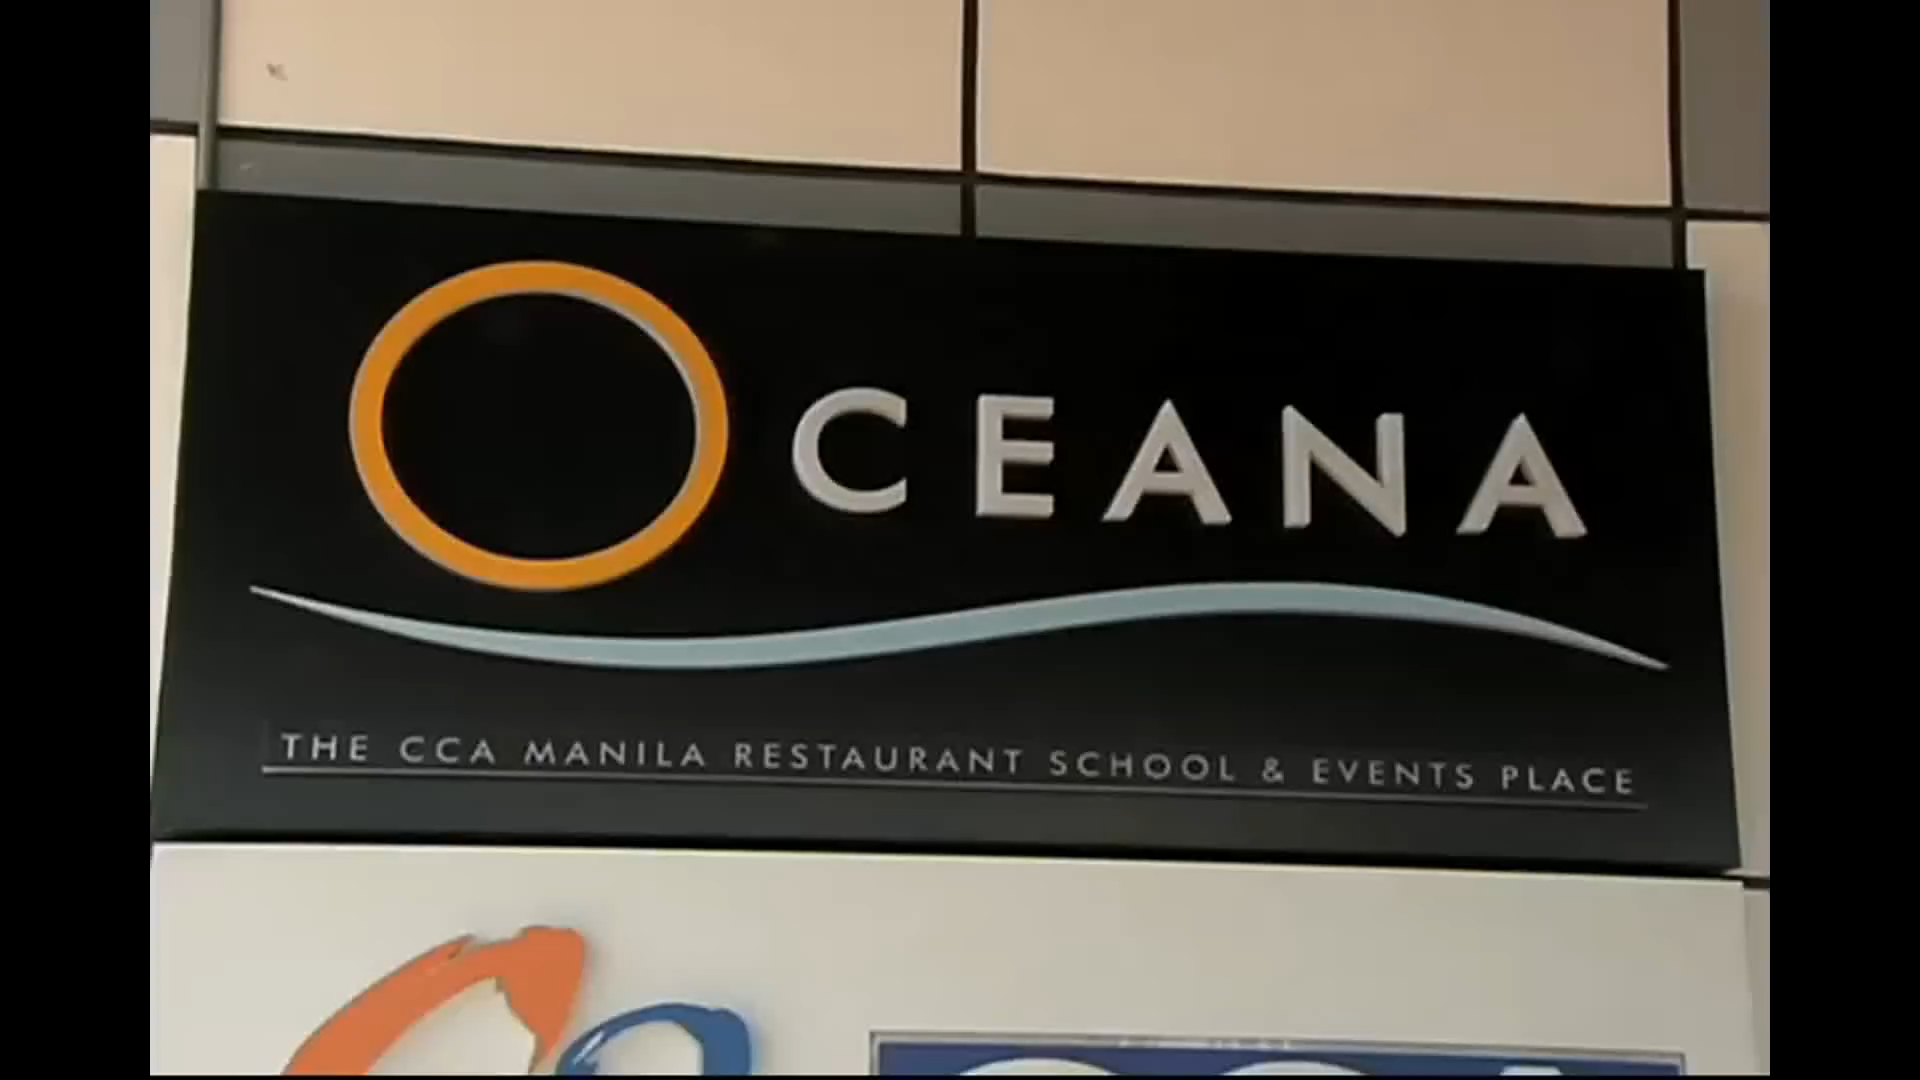 OCEANA
THE CCA MANILA RESTAURANT SCHOOL & EVENTS PLACE